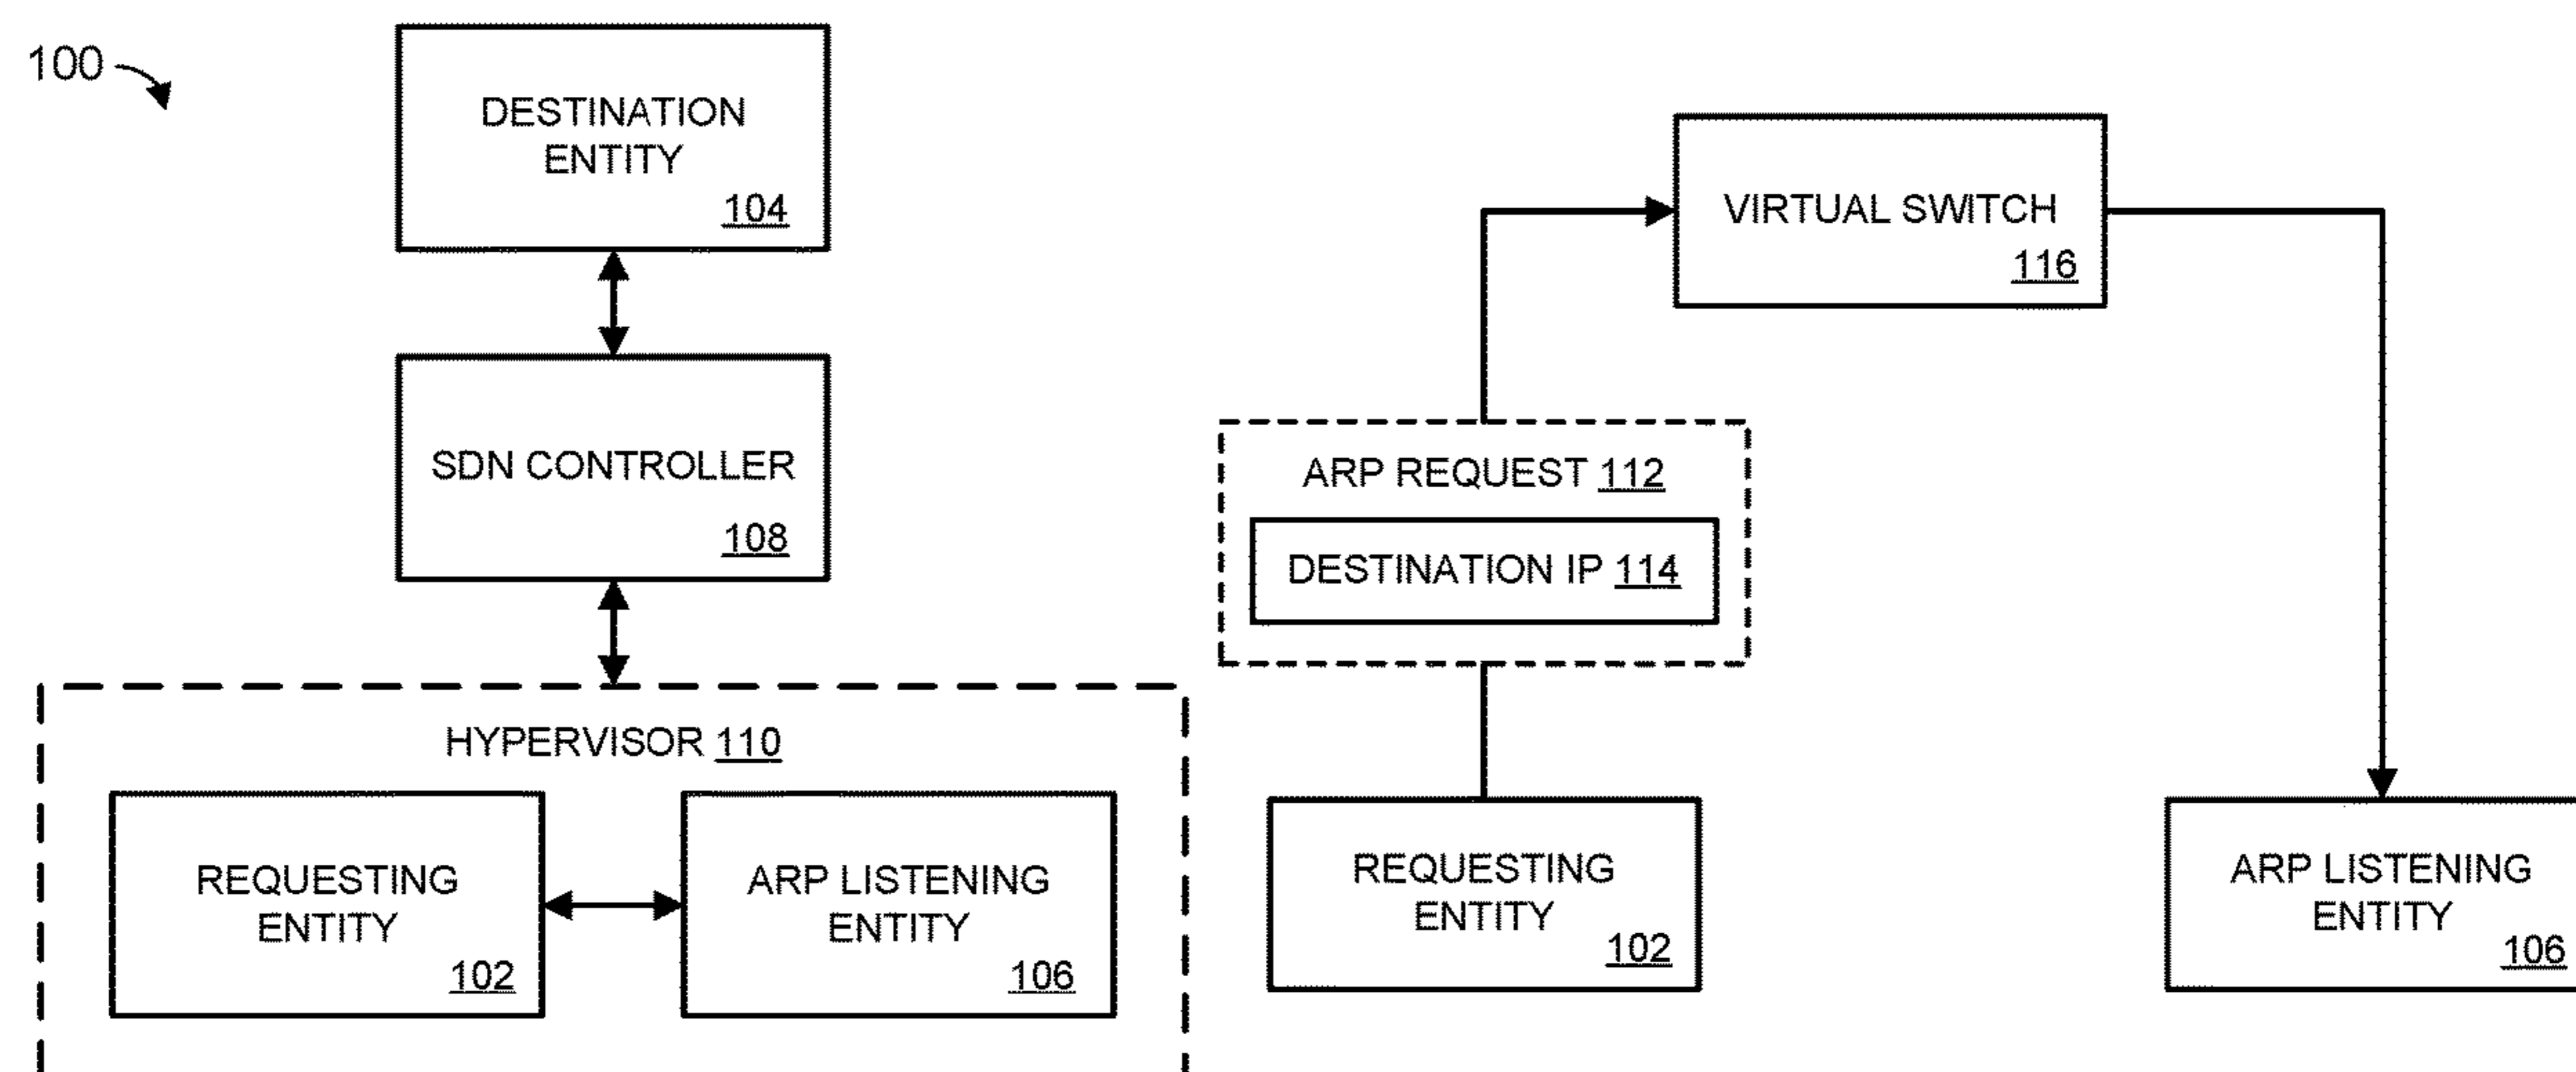 100
DESTINATION
ENTITY
104
SDN CONTROLLER
108
HYPERVISOR 110
REQUESTING
ENTITY
102
ARP LISTENING
ENTITY
106
VIRTUAL SWITCH
116
ARP REQUEST 112
DESTINATION IP 114
REQUESTING
ENTITY
102
ARP LISTENING
ENTITY
106